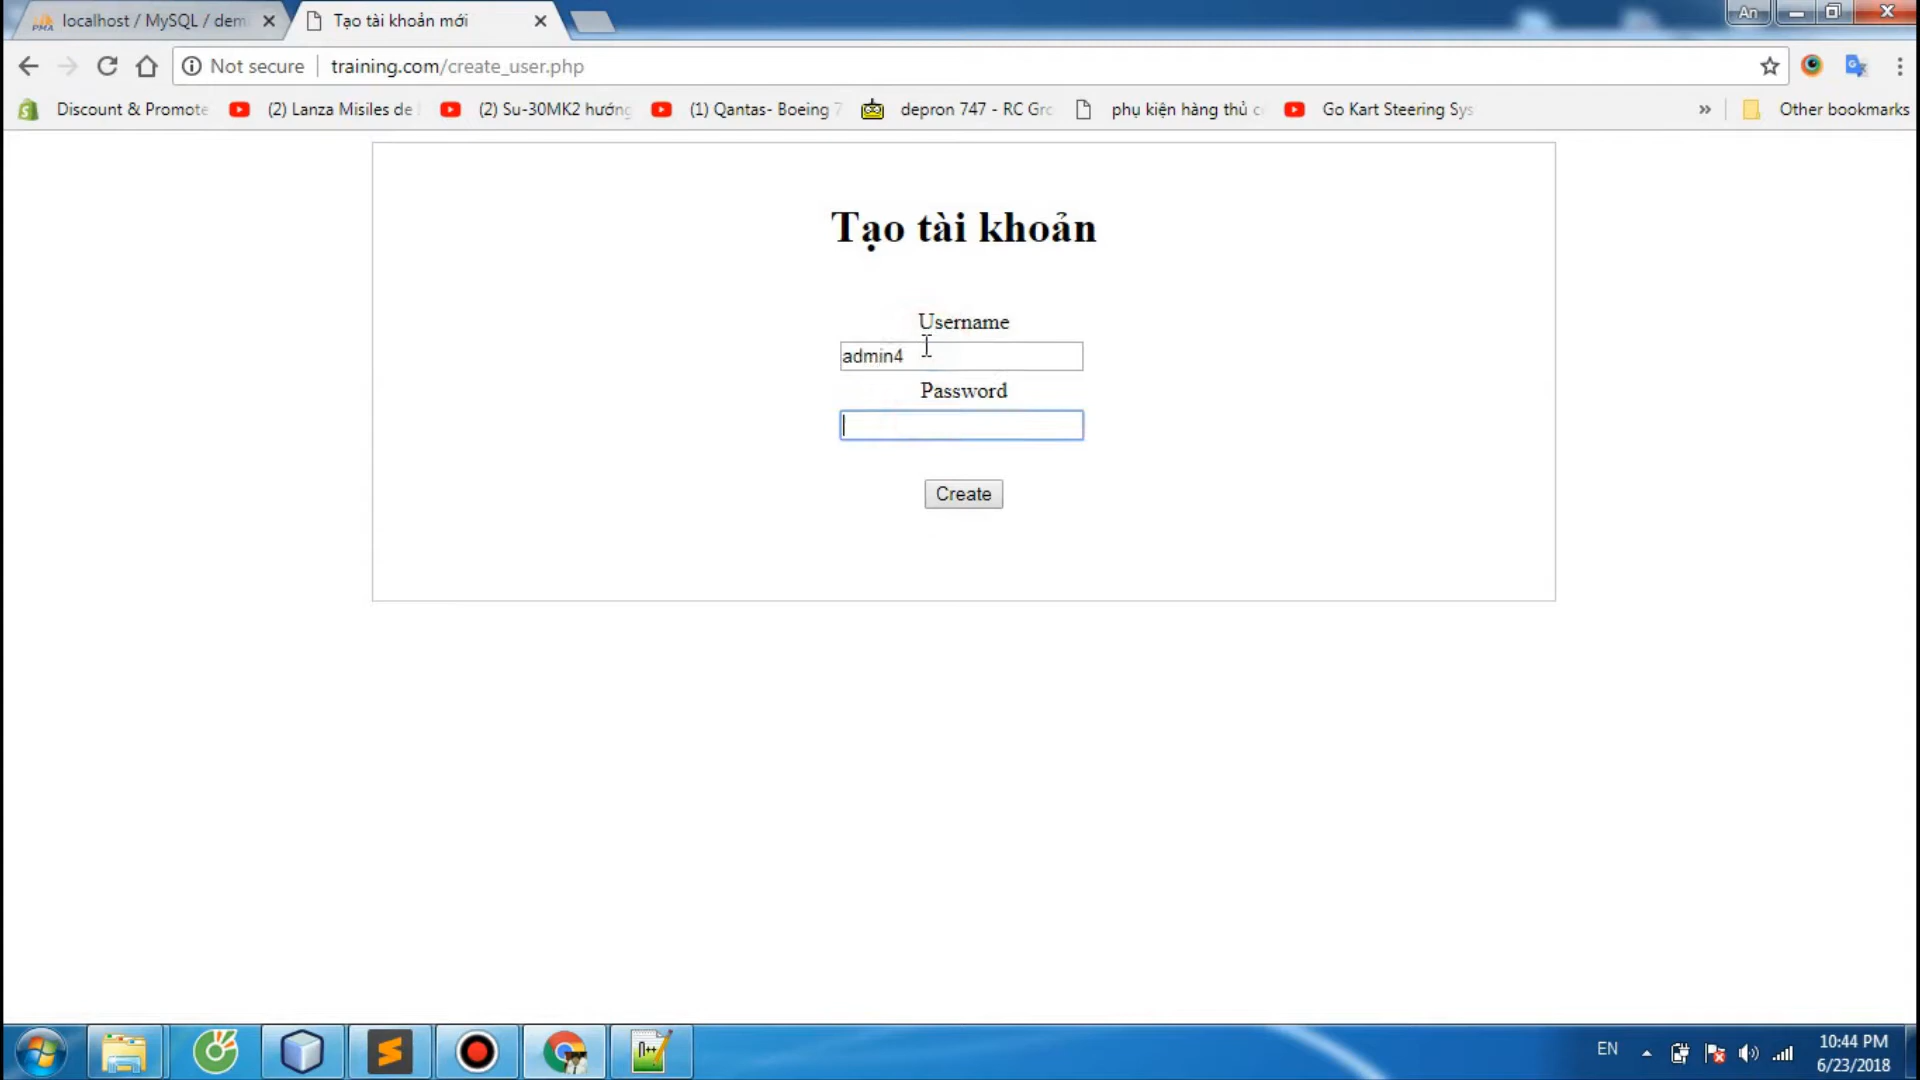 localhost / MySQL / dem
Tạo tài khoản mới
An
Not secure
training.com/create_user.php
Discount & Promote
(2) Lanza Misiles de
(2) Su-30MK2 hướng
(1) Qantas- Boeing 7
depron 747 - RC Gro
phụ kiện hàng thủ c
Go Kart Steering Sys
»
Other bookmarks
Tạo tài khoản
Username
admin4
Password
Create
EN
10:44 PM
6/23/2018